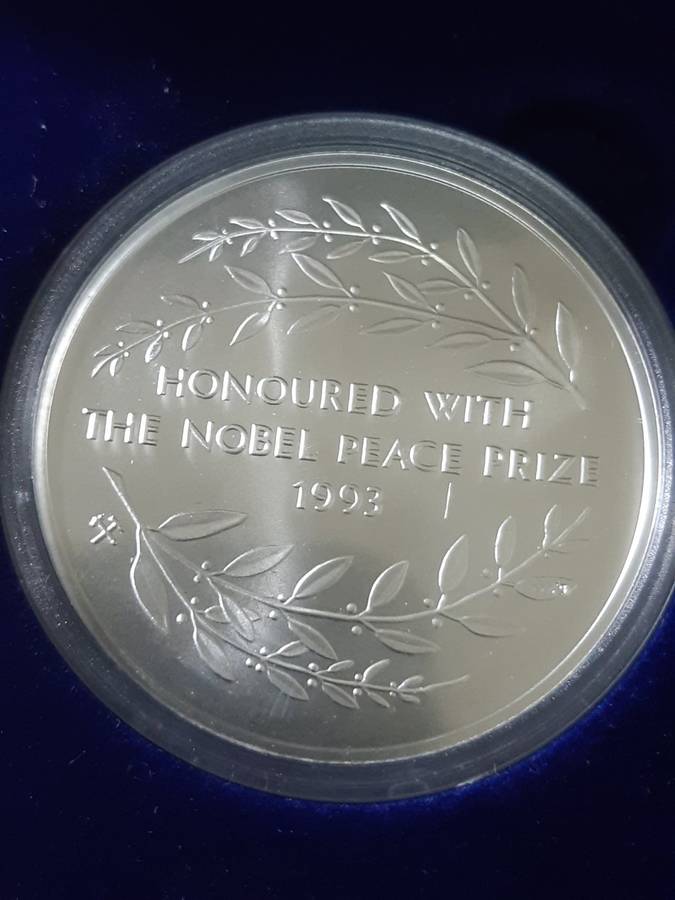 HONOURED WITH
THE NOBEL PEACE PRIZE
1993